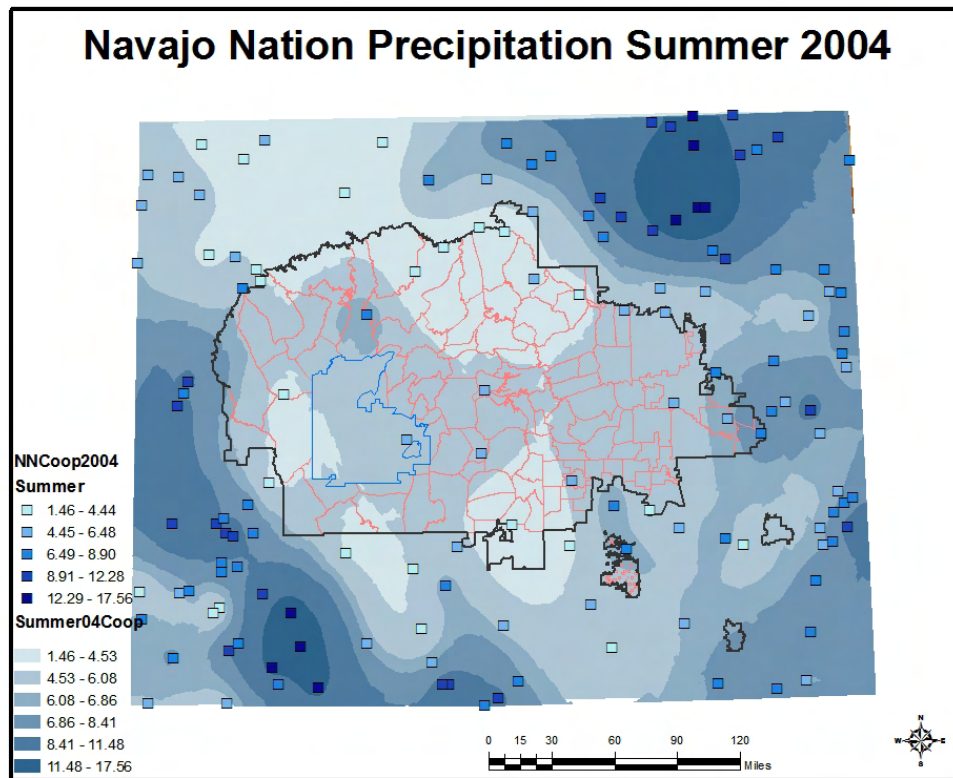 Navajo Nation Precipitation Summer 2004
NNCoop2004
Summer
1.46 - 4.44
4.45 - 6.48
6.49 - 8.90
8.91 - 12.28
12.29 - 17.56
Summer04Coop
1.46 - 4.53
4.53 - 6.08
6.08 - 6.86
6.86 - 8.41
8.41 - 11.48
11.48 - 17.56
0 15 30 60 90 120
Miles
N
W E
S